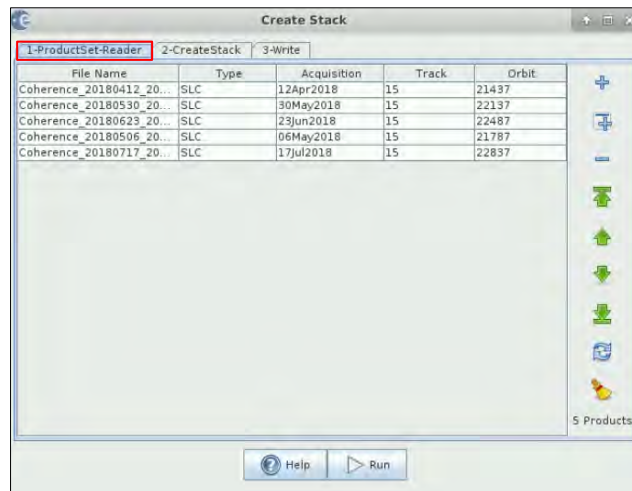 Create Stack
1-ProductSet-Reader 2-CreateStack 3-Write
File Name Type Acquisition Track Orbit
Coherence_20180412_20... SLC 12Apr2018 15 21437
Coherence_20180530_20... SLC 30May2018 15 22137
Coherence_20180623_20... SLC 23Jun2018 15 22487
Coherence_20180506_20... SLC 06May2018 15 21787
Coherence_20180717_20... SLC 17Jul2018 15 22837
5 Products
Help Run